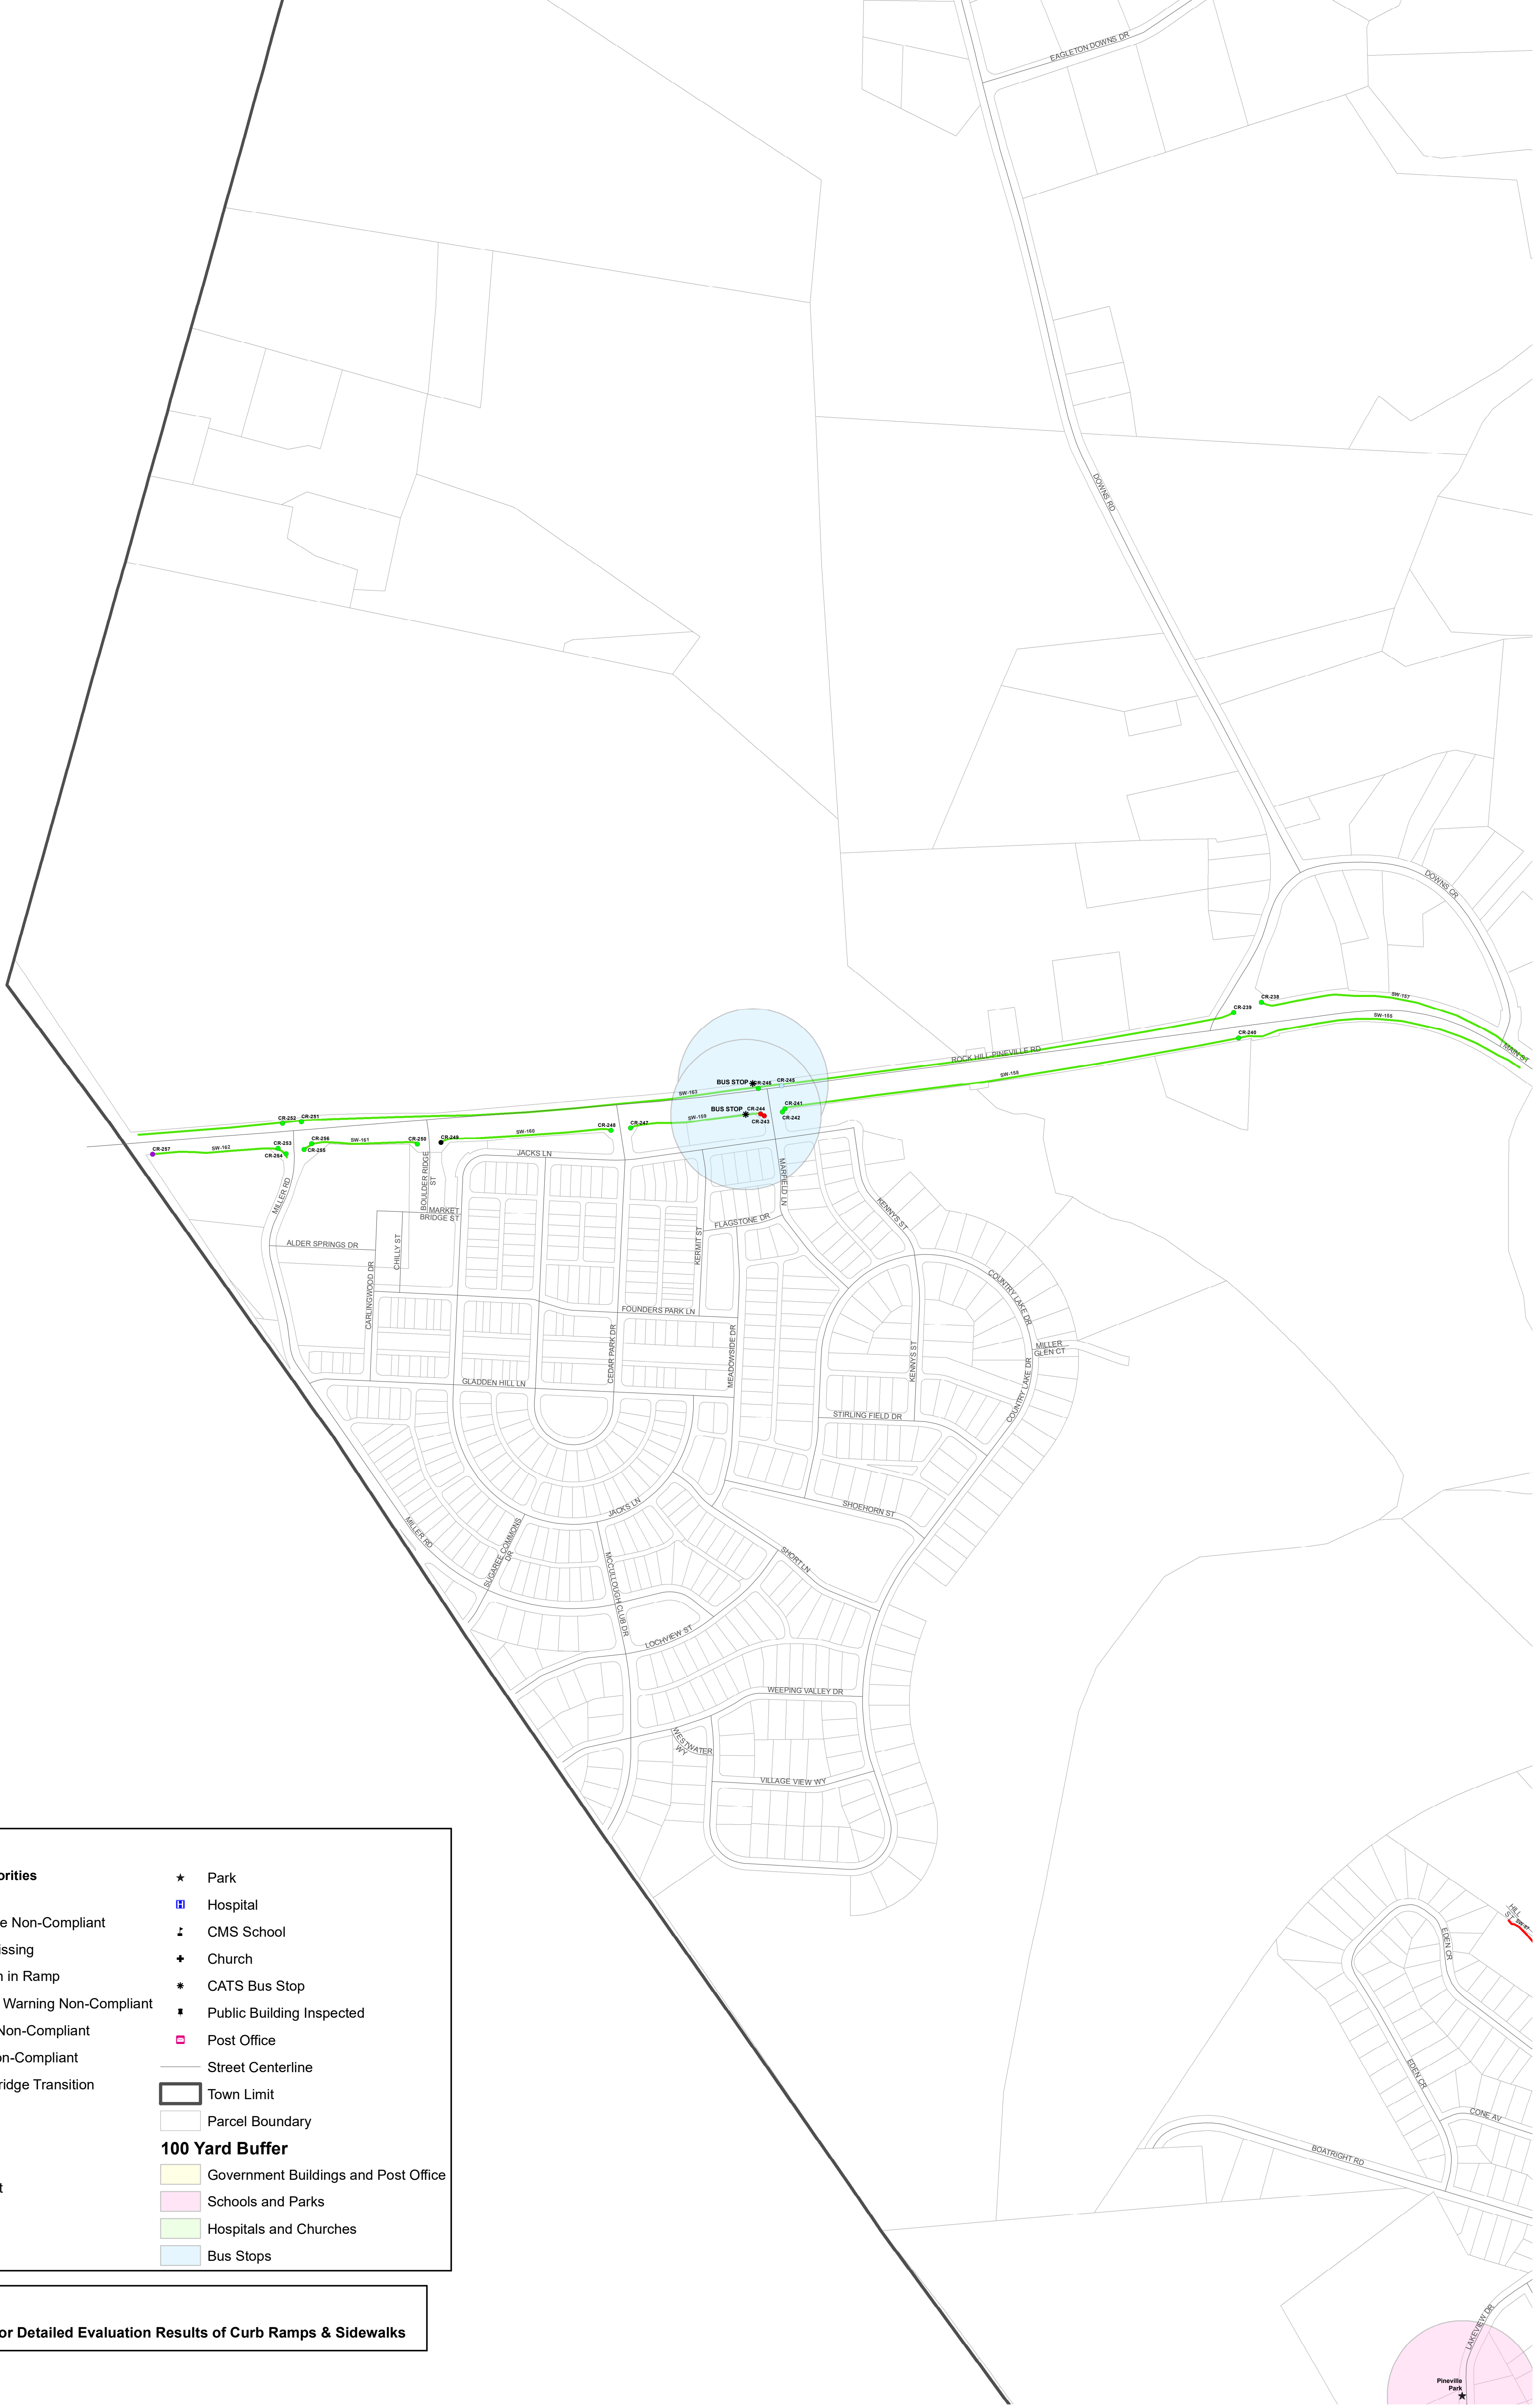 EAGLETON DOWNS DR
DOWNS RD
DOWNS CR
CR-238
SW-157
CR-239
SW-155
CR-240
MAIN ST
ROCK HILL-PINEVILLE RD
SW-158
BUS STOP
CR-246
CR-245
SW-163
BUS STOP
CR-244
CR-241
CR-243
CR-242
SW-159
CR-247
CR-248
SW-160
CR-249
CR-250
SW-161
CR-252
CR-251
CR-256
CR-255
CR-253
CR-254
SW-162
CR-257
JACKS LN
MILLER RD
BOULDER RIDGE
ST
MARKET
BRIDGE ST
ALDER SPRINGS DR
CHILLY ST
CARLINGWOOD DR
KERMIT ST
FLAGSTONE DR
MARFIELD LN
KENNYS ST
COUNTRY LAKE DR
FOUNDERS PARK LN
CEDAR PARK DR
MEADOWSIDE DR
KENNYS ST
MILLER
GLEN CT
COUNTRY LAKE DR
GLADDEN HILL LN
STIRLING FIELD DR
SHOEHORN ST
JACKS LN
MILLER RD
SUGAREE COMMONS
DR
MCCULLOUGH CLUB DR
SHORT LN
LOCHVIEW ST
WEEPING VALLEY DR
WESTWATER
WY
VILLAGE VIEW WY
HILL
ST
EDEN CR
EDEN CR
CONE AV
BOATRIGHT RD
LAKEVIEW DR
Pineville
Park
orities
e Non-Compliant
issing
n in Ramp
Warning Non-Compliant
Non-Compliant
on-Compliant
ridge Transition
t
Park
Hospital
CMS School
Church
CATS Bus Stop
Public Building Inspected
Post Office
Street Centerline
Town Limit
Parcel Boundary
100 Yard Buffer
Government Buildings and Post Office
Schools and Parks
Hospitals and Churches
Bus Stops
or Detailed Evaluation Results of Curb Ramps & Sidewalks